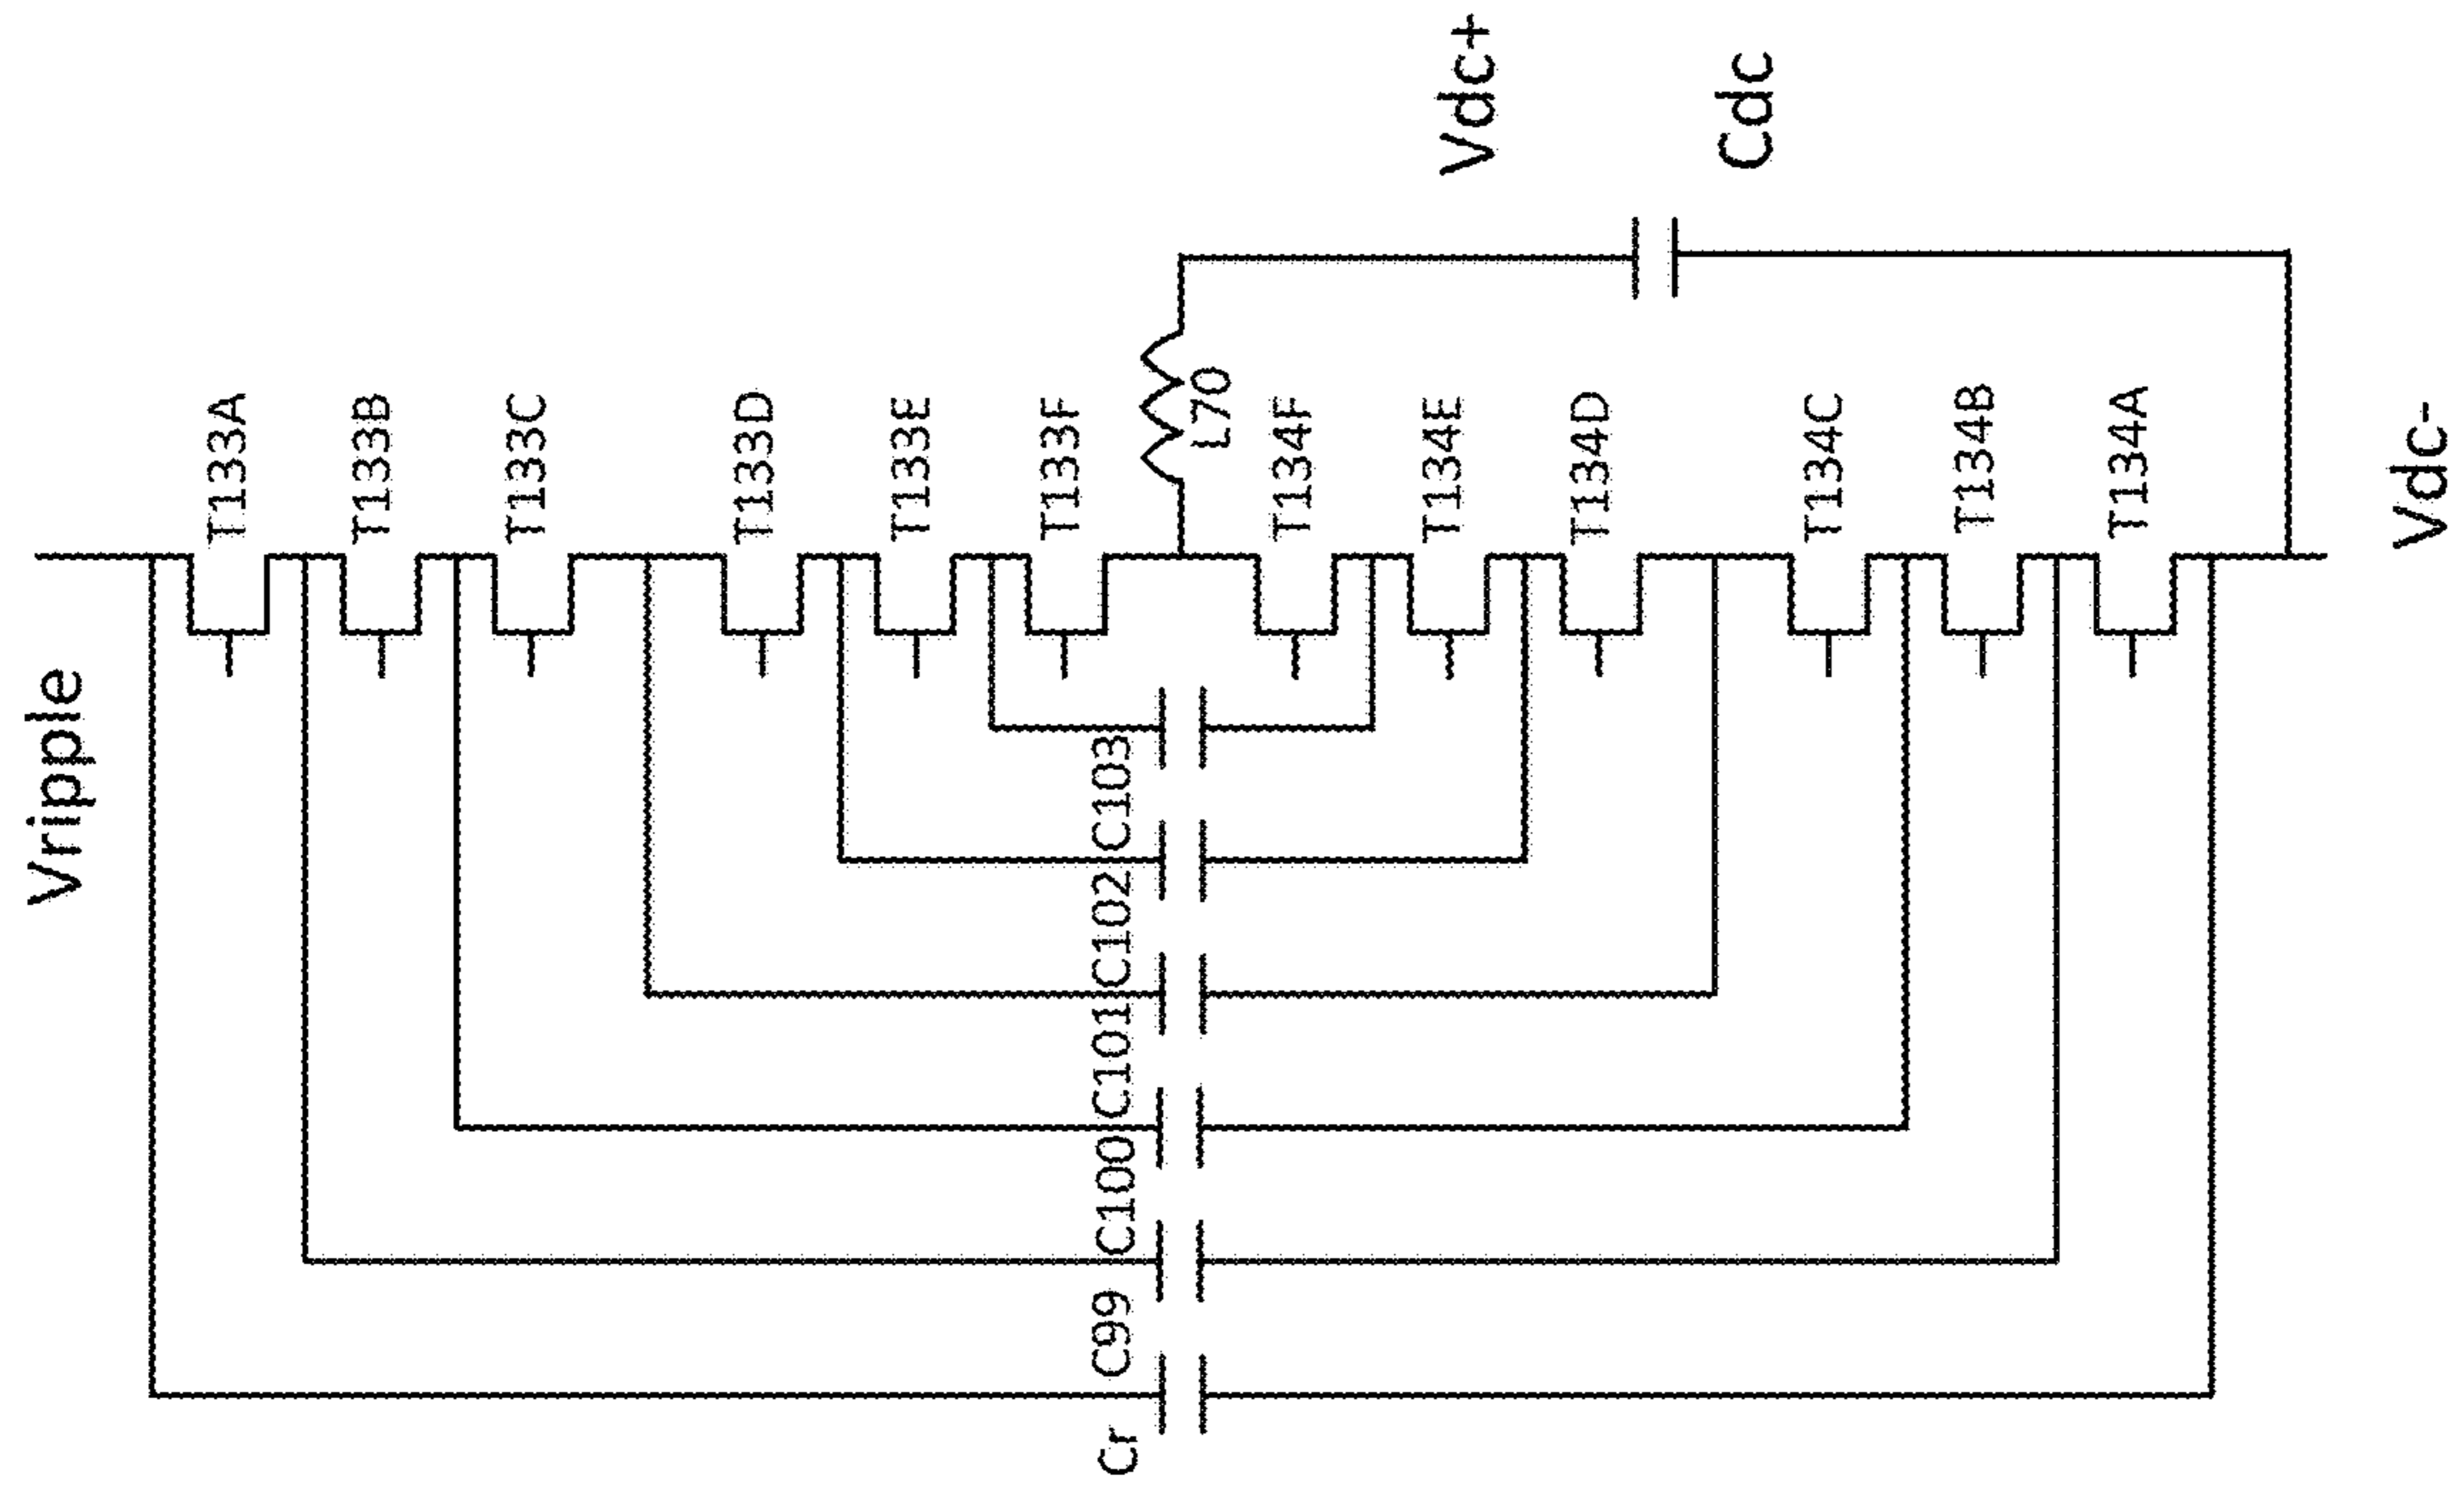 Vripple
T133A
T133B
T133C
T133D
T133E
T133F
L70
T134F
T134E
T134D
T134C
T134B
T134A
Vdc+
Cdc
Vdc-
Cr
C99
C100
C101
C102
C103